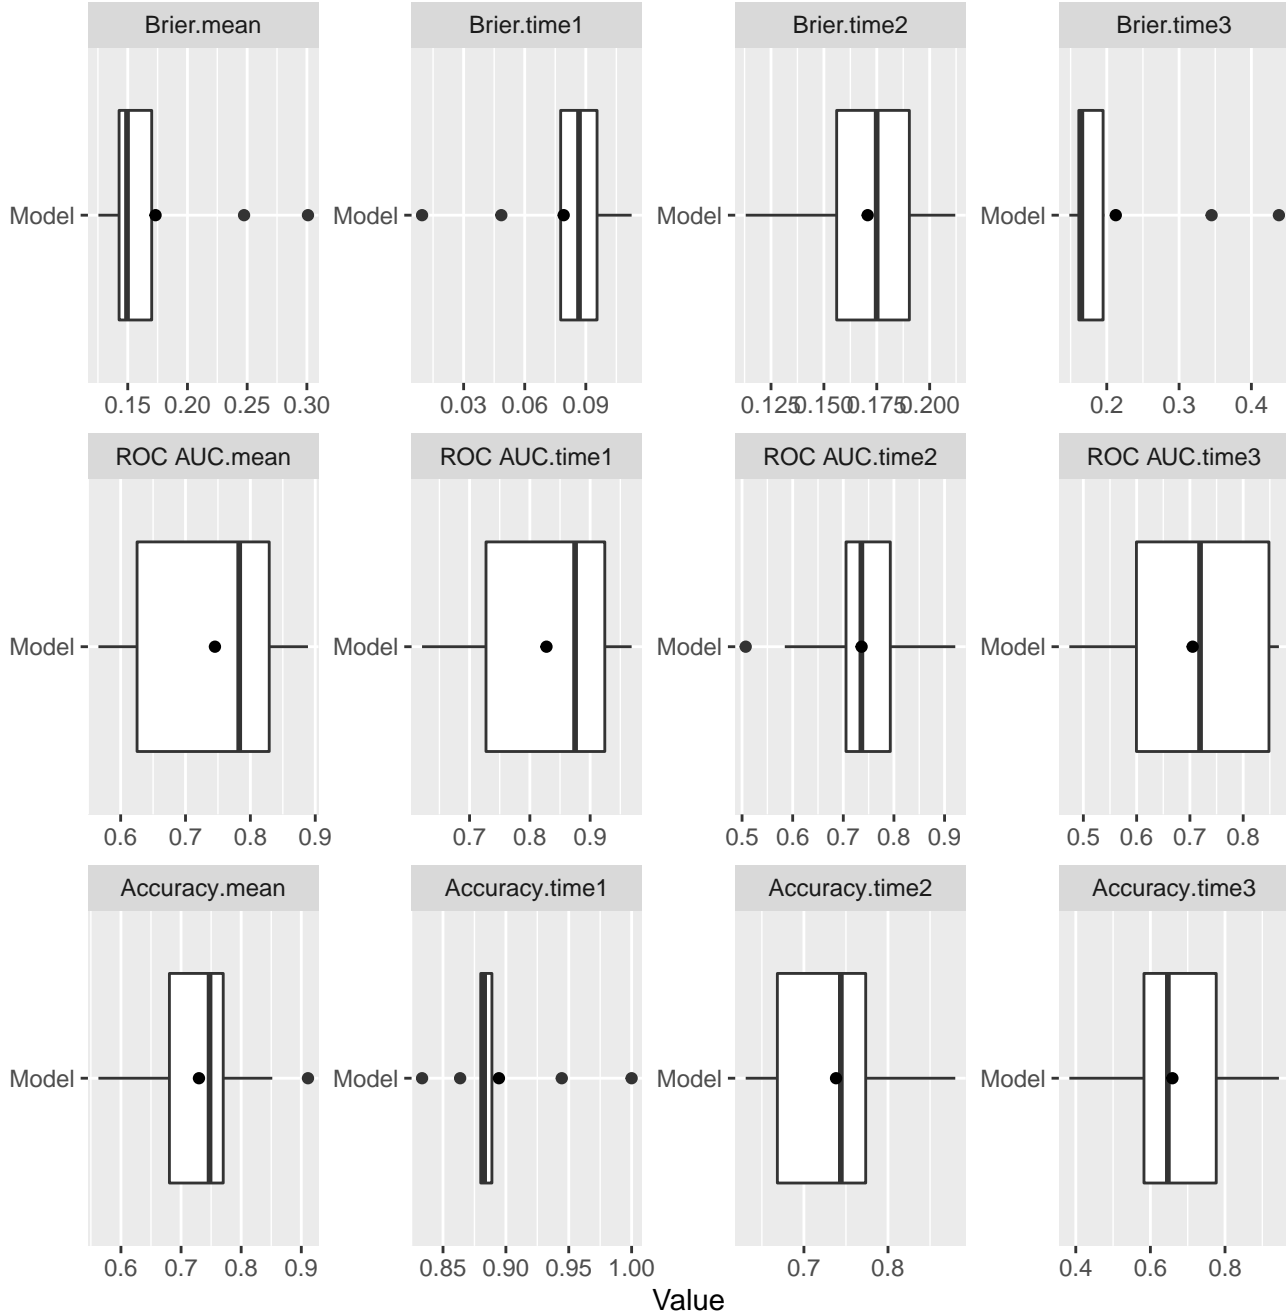 Brier.mean Brier.time1 Brier.time2 Brier.time3
Model Model Model Model
0.15 0.20 0.25 0.30 0.03 0.06 0.09 0.125 0.150 0.175 0.200 0.2 0.3 0.4
ROC AUC.mean ROC AUC.time1 ROC AUC.time2 ROC AUC.time3
Model Model Model Model
0.6 0.7 0.8 0.9 0.7 0.9 0.5 0.6 0.7 0.8 0.9 0.5 0.6 0.7 0.8
Accuracy.mean Accuracy.time1 Accuracy.time2 Accuracy.time3
Model Model Model Model
0.6 0.7 0.8 0.9 0.85 0.90 0.95 1.00 0.7 0.8 0.4 0.6 0.8
Value